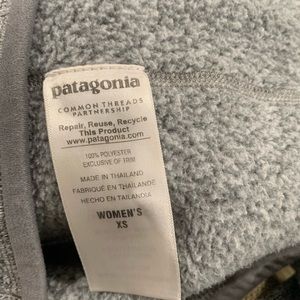 patagonia
COMMON THREADS
PARTNERSHIP
Repair, Reuse, Recycle
This Product
www.patagonia.com
100% POLYESTER
EXCLUSIVE OF TRIM
MADE IN THAILAND
FABRIQUÉ EN THAÏLANDE
HECHO EN TAILANDIA
WOMEN'S
XS